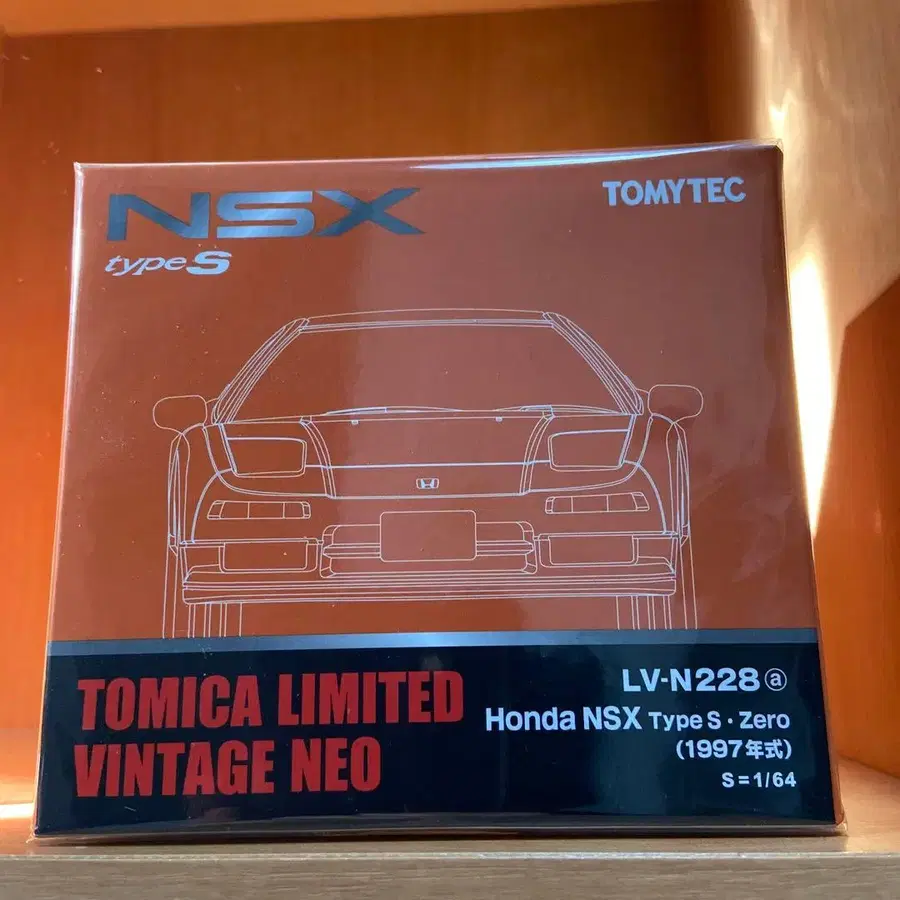 NSX
type S
TOMYTEC
TOMICA LIMITED
VINTAGE NEO
LV-N228 ⓐ
Honda NSX Type S・Zero
(1997年式)
S=1/64